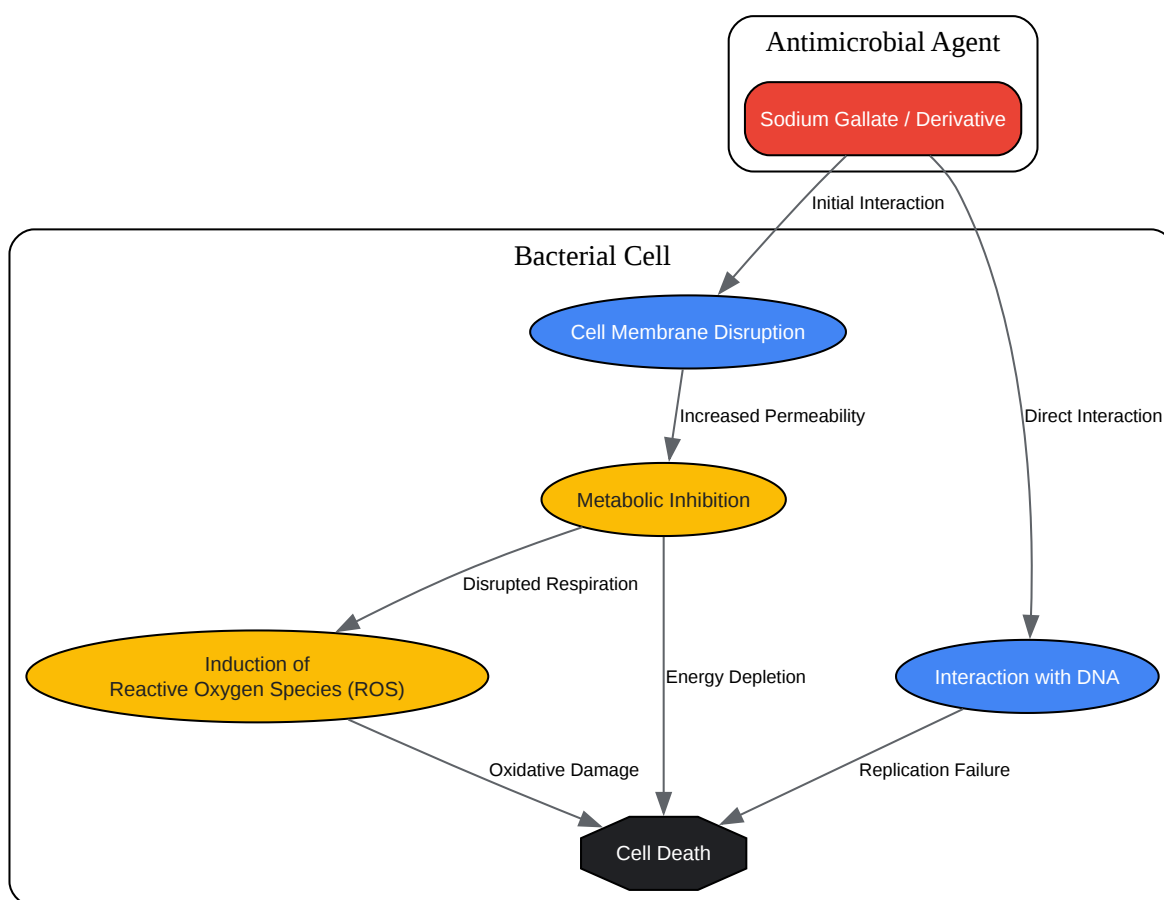 Antimicrobial Agent
Sodium Gallate / Derivative
Initial Interaction
Bacterial Cell
Cell Membrane Disruption
Increased Permeability
Direct Interaction
Metabolic Inhibition
Disrupted Respiration
Induction of
Reactive Oxygen Species (ROS)
Energy Depletion
Interaction with DNA
Oxidative Damage
Replication Failure
Cell Death